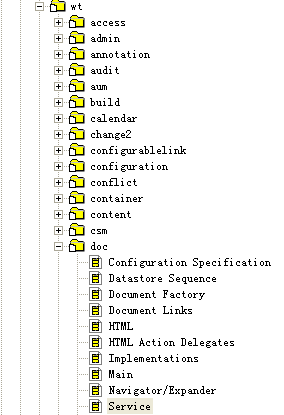 wt
access
admin
annotation
audit
aum
build
calendar
change2
configurablelink
configuration
conflict
container
content
csm
doc
Configuration Specification
Datastore Sequence
Document Factory
Document Links
HTML
HTML Action Delegates
Implementations
Main
Navigator/Expander
Service